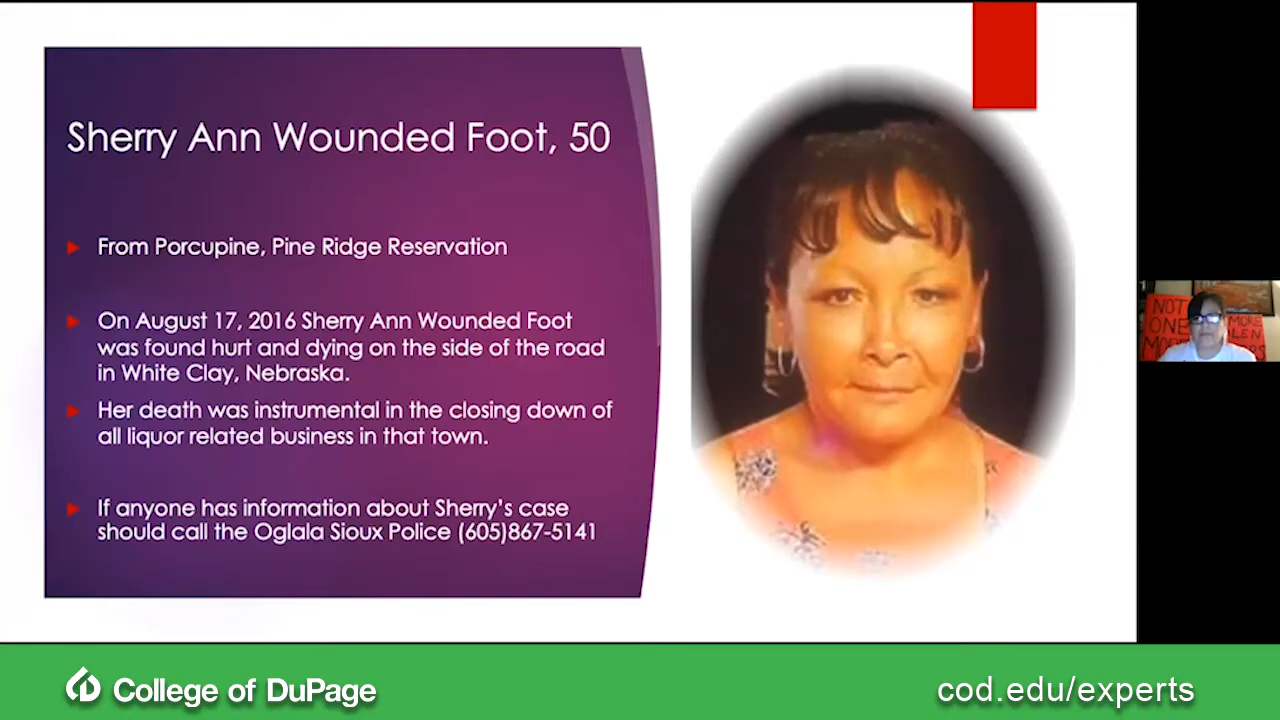 Sherry Ann Wounded Foot, 50
From Porcupine, Pine Ridge Reservation
On August 17, 2016 Sherry Ann Wounded Foot
was found hurt and dying on the side of the road
in White Clay, Nebraska.
Her death was instrumental in the closing down of
all liquor related business in that town.
If anyone has information about Sherry's case
should call the Oglala Sioux Police (605)867-5141
NOT
ONE
MORE
College of DuPage
cod.edu/experts